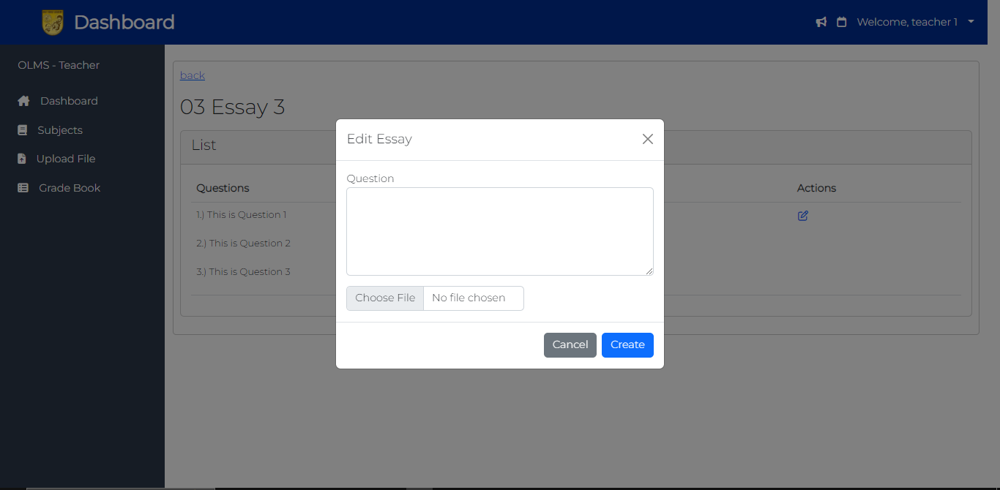 Dashboard
Welcome, teacher 1
OLMS - Teacher
Dashboard
Subjects
Upload File
Grade Book
back
03 Essay 3
List
Questions
Actions
1.) This is Question 1
2.) This is Question 2
3.) This is Question 3
Edit Essay
Question
Choose File No file chosen
Cancel Create